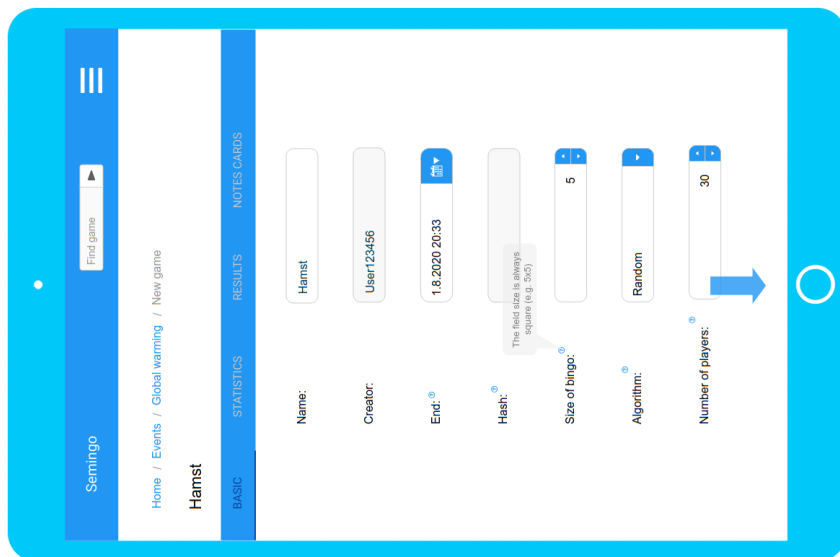 Semingo
Find game
Home / Events / Global warming / New game
Hamst
BASIC STATISTICS RESULTS NOTES CARDS
Name: Hamst
Creator: User123456
End: ? 1.8.2020 20:33
Hash: ?
The field size is always
square (e.g. 5x5)
Size of bingo: ? 5
Algorithm: ? Random
Number of players: ? 30